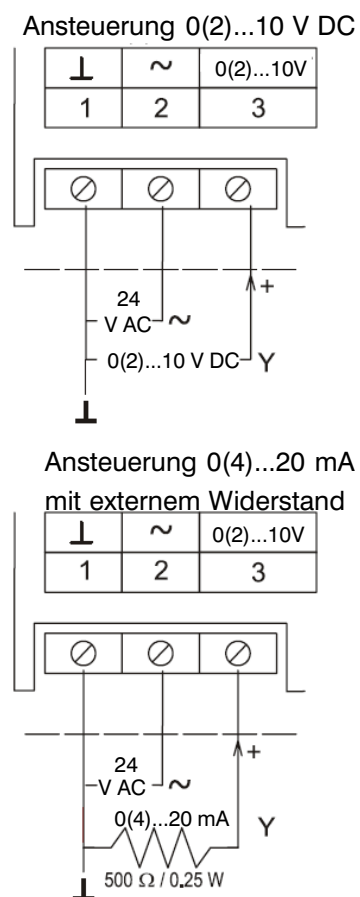 Ansteuerung 0(2)...10 V DC
⊥ ~ 0(2)...10V
1 2 3
+
24
V AC ~
0(2)...10 V DC Y
⊥
Ansteuerung 0(4)...20 mA
mit externem Widerstand
⊥ ~ 0(2)...10V
1 2 3
+
24
V AC ~
0(4)...20 mA Y
500 Ω / 0.25 W
⊥